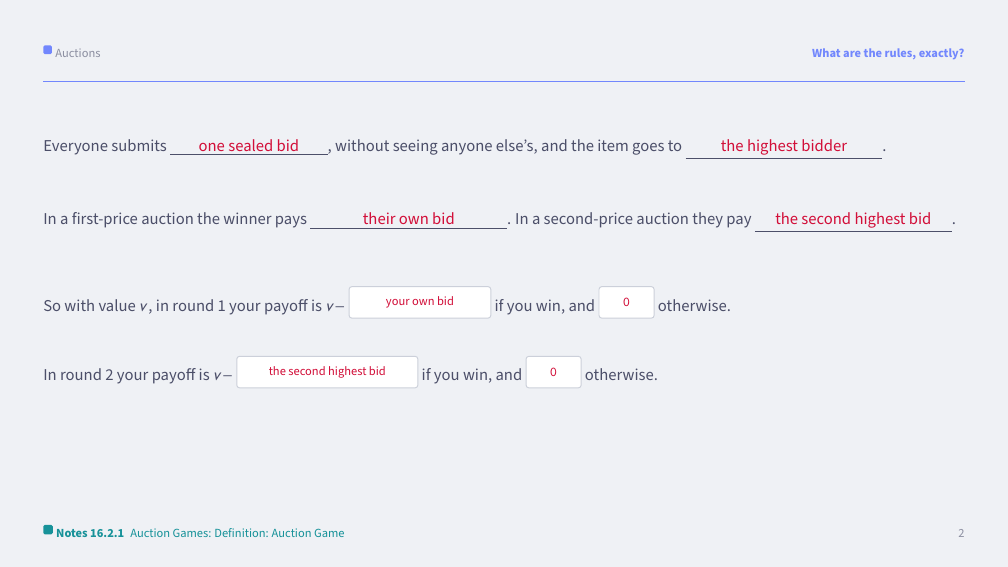 Auctions
What are the rules, exactly?
Everyone submits one sealed bid, without seeing anyone else’s, and the item goes to the highest bidder.
In a first-price auction the winner pays their own bid. In a second-price auction they pay the second highest bid.
So with value v, in round 1 your payoff is v− your own bid if you win, and 0 otherwise.
In round 2 your payoff is v− the second highest bid if you win, and 0 otherwise.
Notes 16.2.1 Auction Games: Definition: Auction Game
2